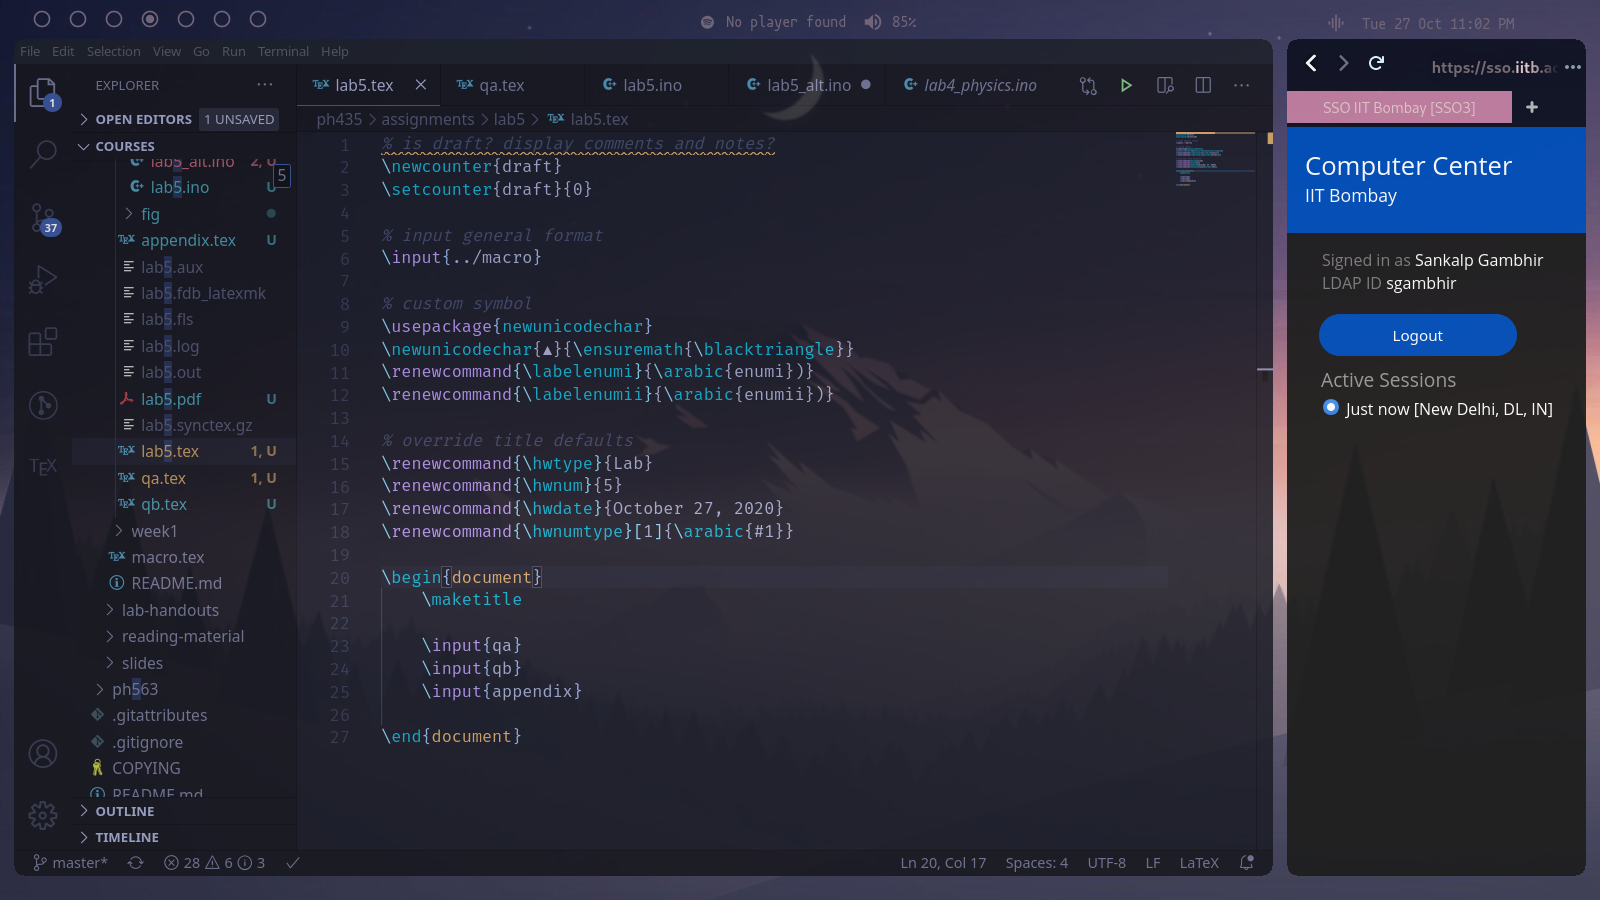 No player found 85%
Tue 27 Oct 11:02 PM
File Edit Selection View Go Run Terminal Help
EXPLORER
OPEN EDITORS 1 UNSAVED
COURSES
lab5_alt.ino 2, U
5
lab5.ino U
fig
appendix.tex U
lab5.aux
lab5.fdb_latexmk
lab5.fls
lab5.log
lab5.out
lab5.pdf U
lab5.synctex.gz
lab5.tex 1, U
qa.tex 1, U
qb.tex U
week1
macro.tex
README.md
lab-handouts
reading-material
slides
ph563
.gitattributes
.gitignore
COPYING
README.md
OUTLINE
TIMELINE
1
37
TEX
lab5.tex qa.tex lab5.ino lab5_alt.ino lab4_physics.ino
ph435 > assignments > lab5 > lab5.tex
1 % is draft? display comments and notes?
2 \newcounter{draft}
3 \setcounter{draft}{0}
4
5 % input general format
6 \input{../macro}
7
8 % custom symbol
9 \usepackage{newunicodechar}
10 \newunicodechar{▲}{\ensuremath{\blacktriangle}}
11 \renewcommand{\labelenumi}{\arabic{enumi})}
12 \renewcommand{\labelenumii}{\arabic{enumii})}
13
14 % override title defaults
15 \renewcommand{\hwtype}{Lab}
16 \renewcommand{\hwnum}{5}
17 \renewcommand{\hwdate}{October 27, 2020}
18 \renewcommand{\hwnumtype}[1]{\arabic{#1}}
19
20 \begin{document}
21 \maketitle
22
23 \input{qa}
24 \input{qb}
25 \input{appendix}
26
27 \end{document}
master* 28 6 3
Ln 20, Col 17 Spaces: 4 UTF-8 LF LaTeX
https://sso.iitb.ac
SSO IIT Bombay [SSO3]
Computer Center
IIT Bombay
Signed in as Sankalp Gambhir
LDAP ID sgambhir
Logout
Active Sessions
Just now [New Delhi, DL, IN]